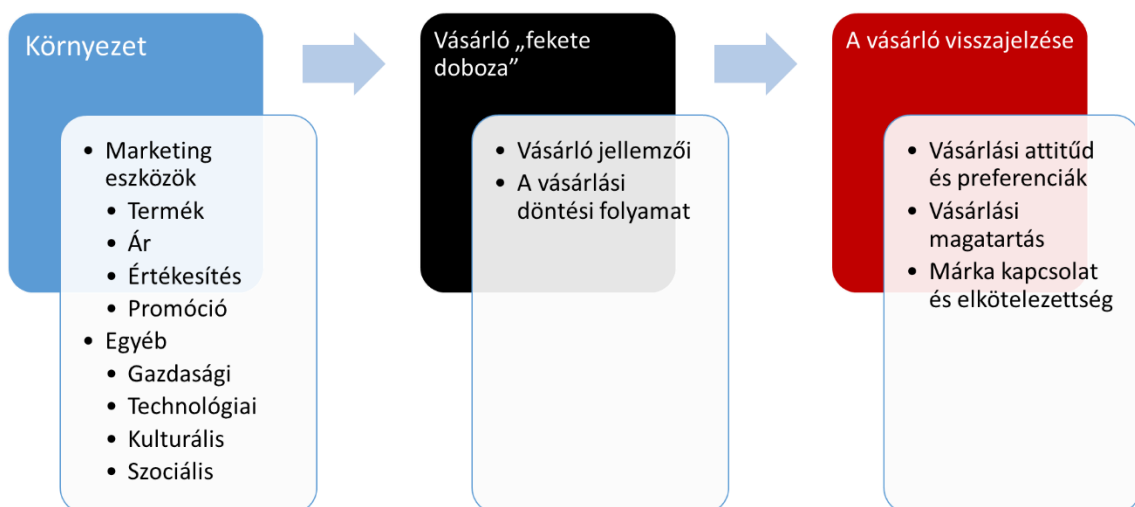 Környezet
• Marketing
eszközök
• Termék
• Ár
• Értékesítés
• Promóció
• Egyéb
• Gazdasági
• Technológiai
• Kulturális
• Szociális
Vásárló „fekete
doboza”
• Vásárló jellemzői
• A vásárlási
döntési folyamat
A vásárló visszajelzése
• Vásárlási attitűd
és preferenciák
• Vásárlási
magatartás
• Márka kapcsolat
és elkötelezettség